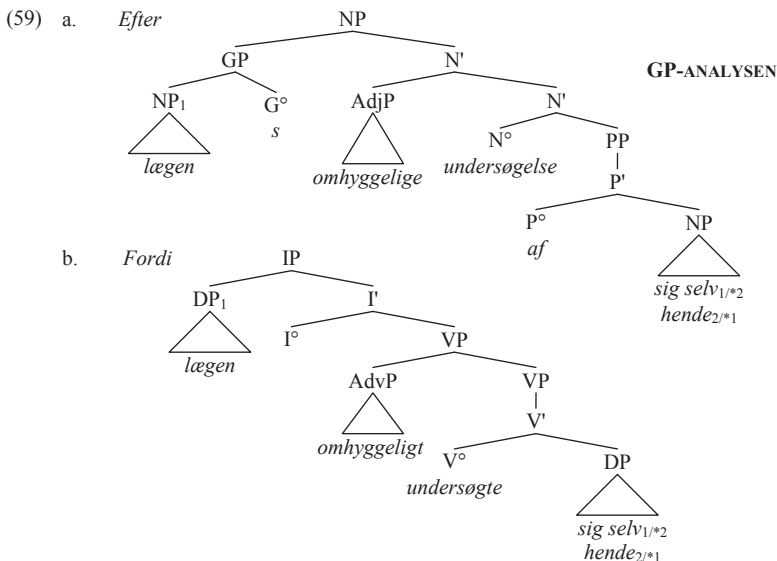 (59) a. Efter NP
GP N'
GP-ANALYSEN
NP₁ G° AdjP N'
s
lægen omhyggelige N° PP
undersøgelse
P'
P° NP
af
sig selv₁/*₂
hende₂/*₁
b. Fordi IP
DP₁ I'
lægen I° VP
AdvP VP
omhyggeligt V'
V° DP
undersøgte
sig selv₁/*₂
hende₂/*₁